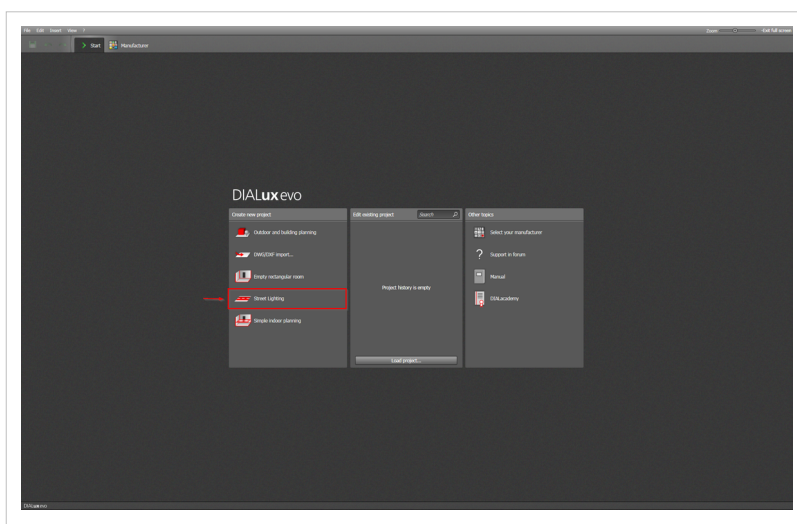 File Edit Insert View ?
Zoom
Exit full screen
Start
Manufacturer
DIALux evo
Create new project
Outdoor and building planning
DWG/DXF import...
Empty rectangular room
Street Lighting
Simple indoor planning
Edit existing project
Search
Project history is empty
Load project...
Other topics
Select your manufacturer
Support in forum
Manual
DIALacademy
DIALux evo